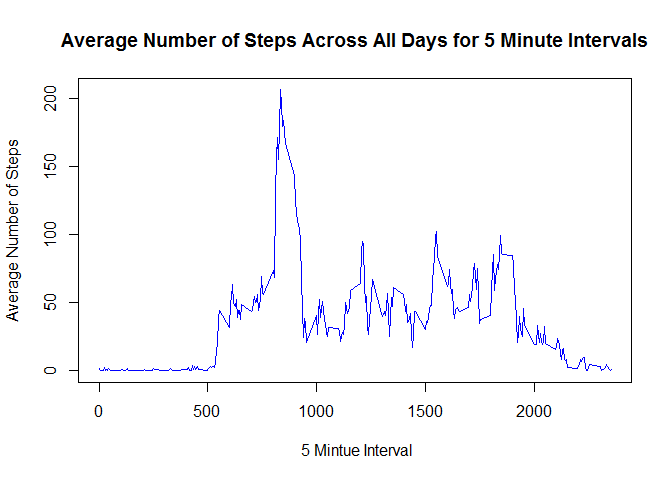 Average Number of Steps Across All Days for 5 Minute Intervals
Average Number of Steps
200
150
100
50
0
0 500 1000 1500 2000
5 Mintue Interval